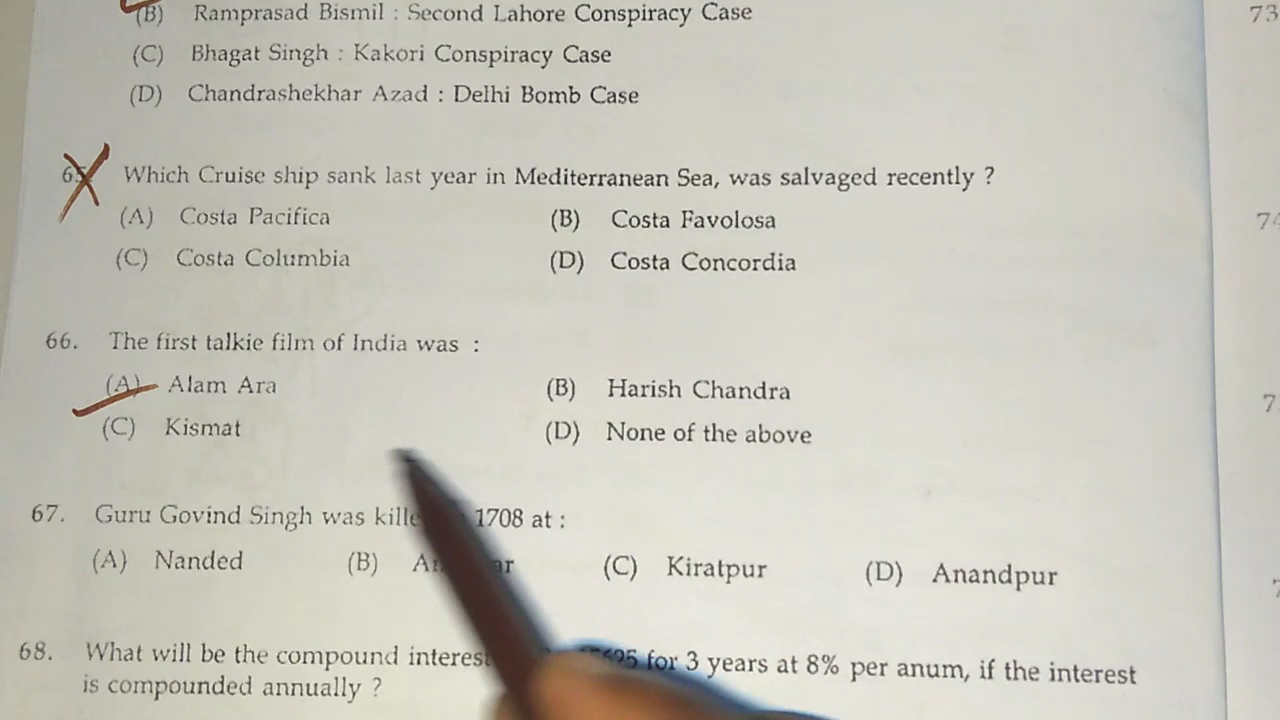 (B) Ramprasad Bismil : Second Lahore Conspiracy Case
73
(C) Bhagat Singh : Kakori Conspiracy Case
(D) Chandrashekhar Azad : Delhi Bomb Case
65. Which Cruise ship sank last year in Mediterranean Sea, was salvaged recently ?
(A) Costa Pacifica (B) Costa Favolosa
(C) Costa Columbia (D) Costa Concordia
66. The first talkie film of India was :
(A) Alam Ara (B) Harish Chandra
(C) Kismat (D) None of the above
67. Guru Govind Singh was 1708 at :
(A) Nanded (B) (C) Kiratpur (D) Anandpur
68. What will be the compound interest for 3 years at 8% per anum, if the interest
is compounded annually ?